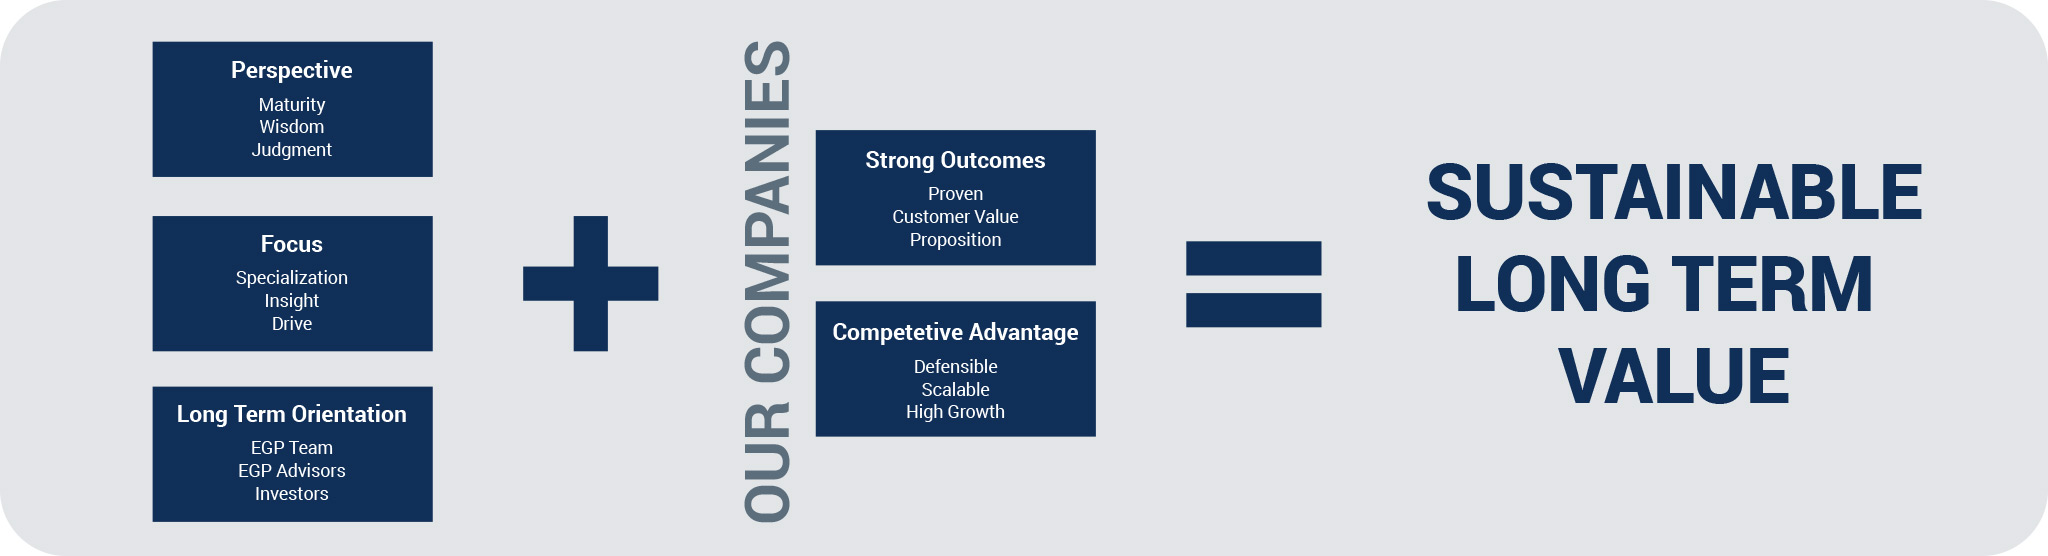 Perspective
Maturity
Wisdom
Judgment
Focus
Specialization
Insight
Drive
Long Term Orientation
EGP Team
EGP Advisors
Investors
OUR COMPANIES
Strong Outcomes
Proven
Customer Value
Proposition
Competetive Advantage
Defensible
Scalable
High Growth
SUSTAINABLE
LONG TERM
VALUE